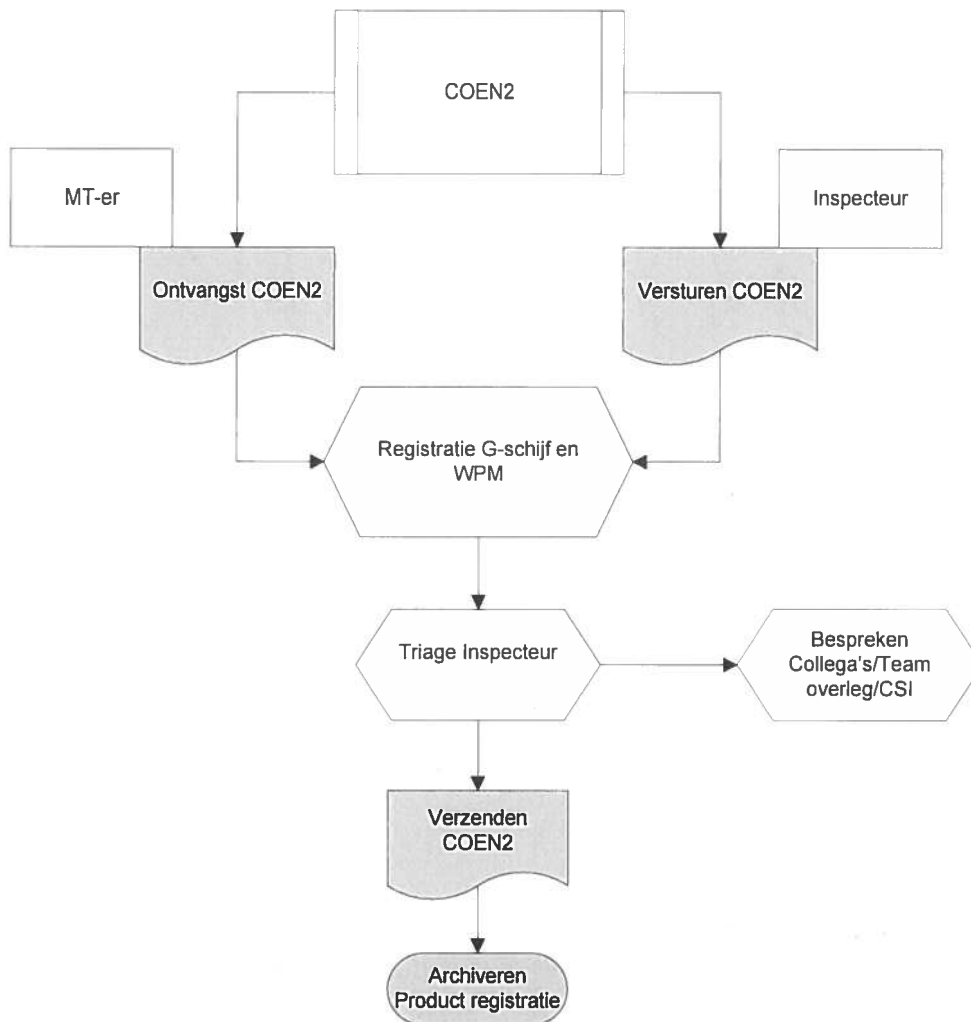 COEN2
MT-er
Inspecteur
Ontvangst COEN2
Versturen COEN2
Registratie G-schijf en
WPM
Triage Inspecteur
Bespreken
Collega's/Team
overleg/CSI
Verzenden
COEN2
Archiveren
Product registratie